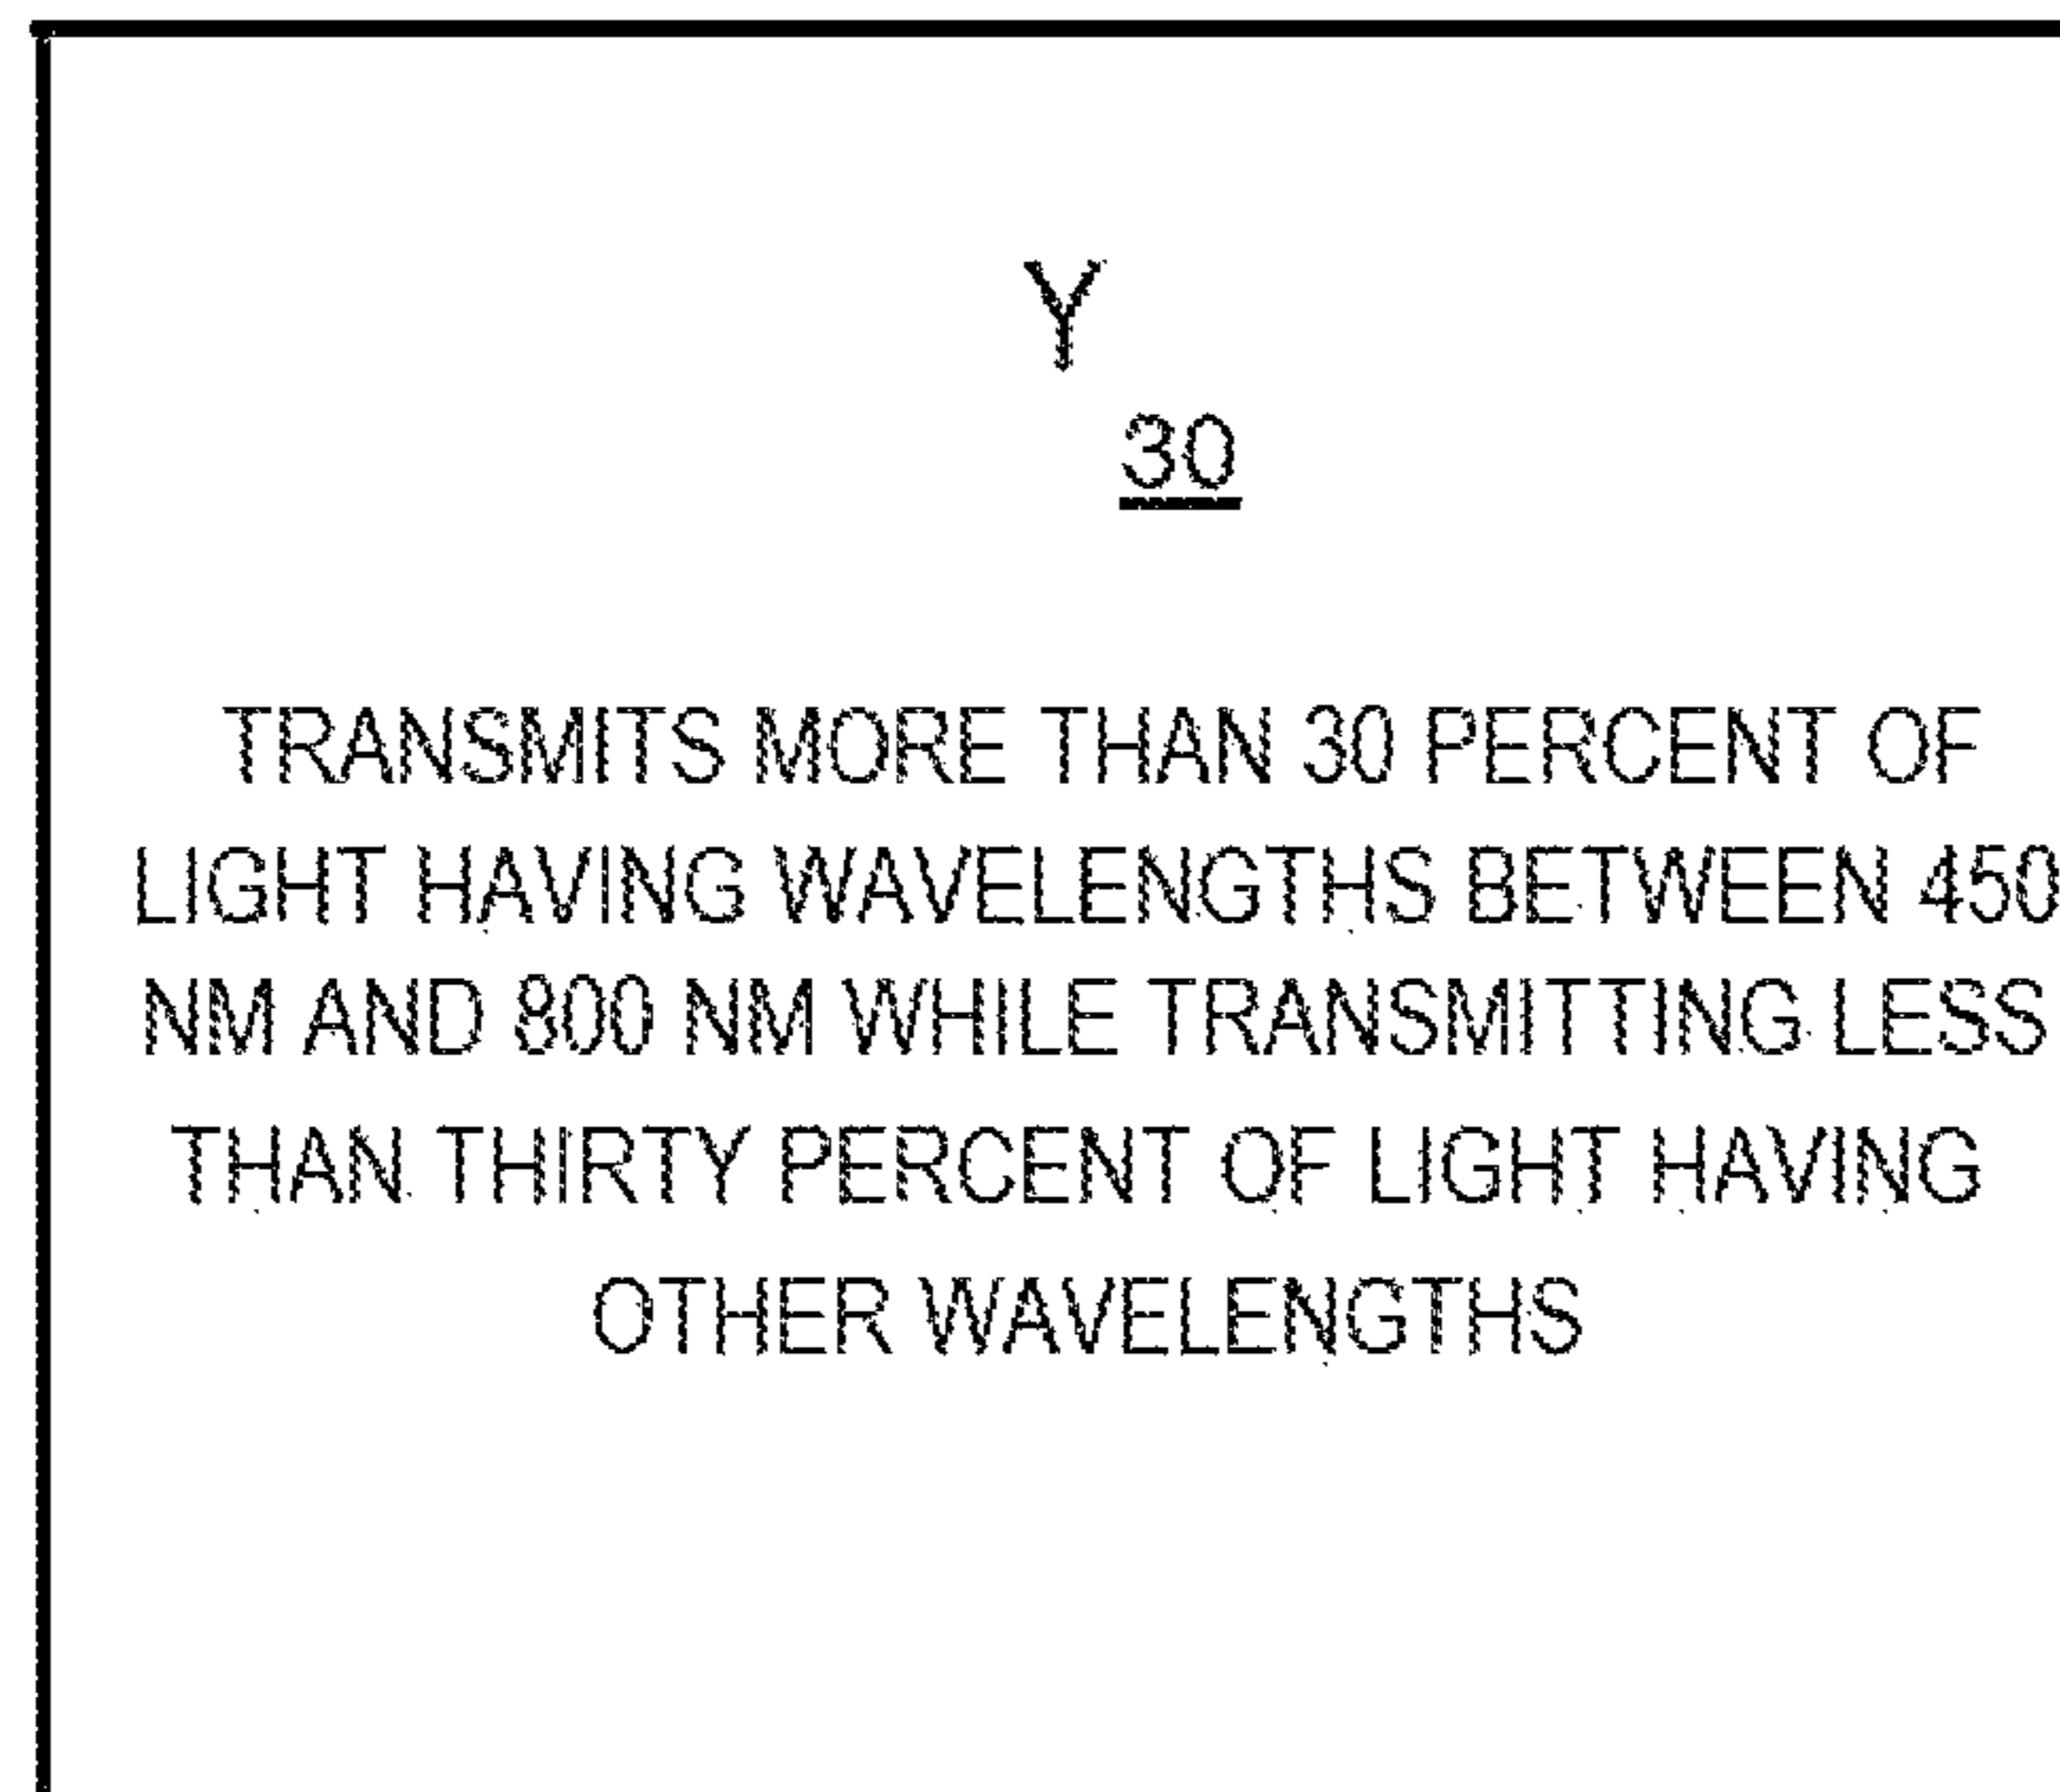 Y
30
TRANSMITS MORE THAN 30 PERCENT OF
LIGHT HAVING WAVELENGTHS BETWEEN 450
NM AND 800 NM WHILE TRANSMITTING LESS
THAN THIRTY PERCENT OF LIGHT HAVING
OTHER WAVELENGTHS